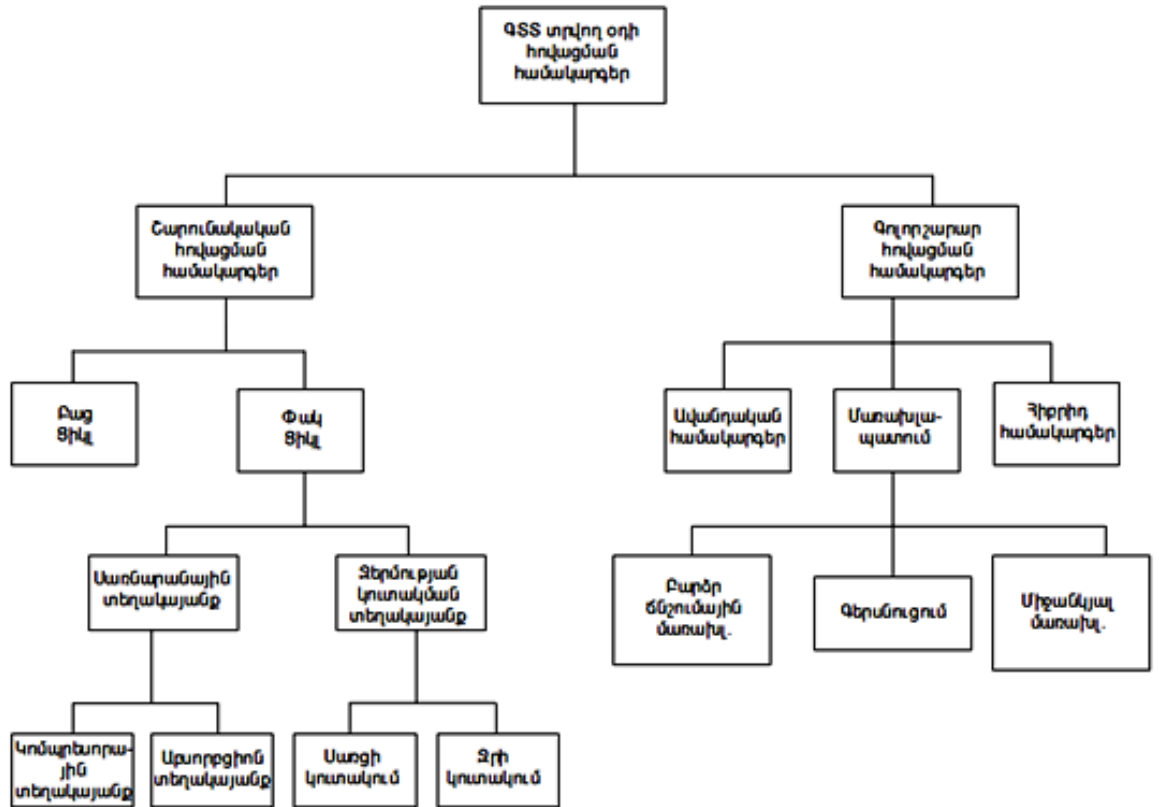 ԳՏՏ տրվող օդի
հովացման
համակարգեր
Շարունակական
հովացման
համակարգեր
Գոլորշարար
հովացման
համակարգեր
Բաց
Ցիկլ
Փակ
Ցիկլ
Ավանդական
համակարգեր
Մառախլա-
պատում
Հիբրիդ
համակարգեր
Սառնարանային
տեղակայանք
Ջերմության
կուտակման
տեղակայանք
Բարձր
ճնշումային
մառախլ.
Գերսնուցում
Միջանկյալ
մառախլ.
Կոմպրեսորա-
յին
տեղակայանք
Աբսորբցիոն
տեղակայանք
Սառցի
կուտակում
Ջրի
կուտակում